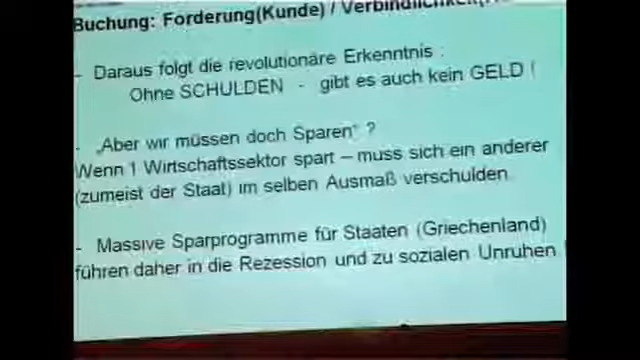 Buchung: Forderung(Kunde) / Verbindlichkeit
- Daraus folgt die revolutionäre Erkenntnis :
Ohne SCHULDEN - gibt es auch kein GELD !
- „Aber wir müssen doch Sparen" ?
Wenn 1 Wirtschaftssektor spart – muss sich ein anderer
(zumeist der Staat) im selben Ausmaß verschulden.
- Massive Sparprogramme für Staaten (Griechenland)
führen daher in die Rezession und zu sozialen Unruhen !